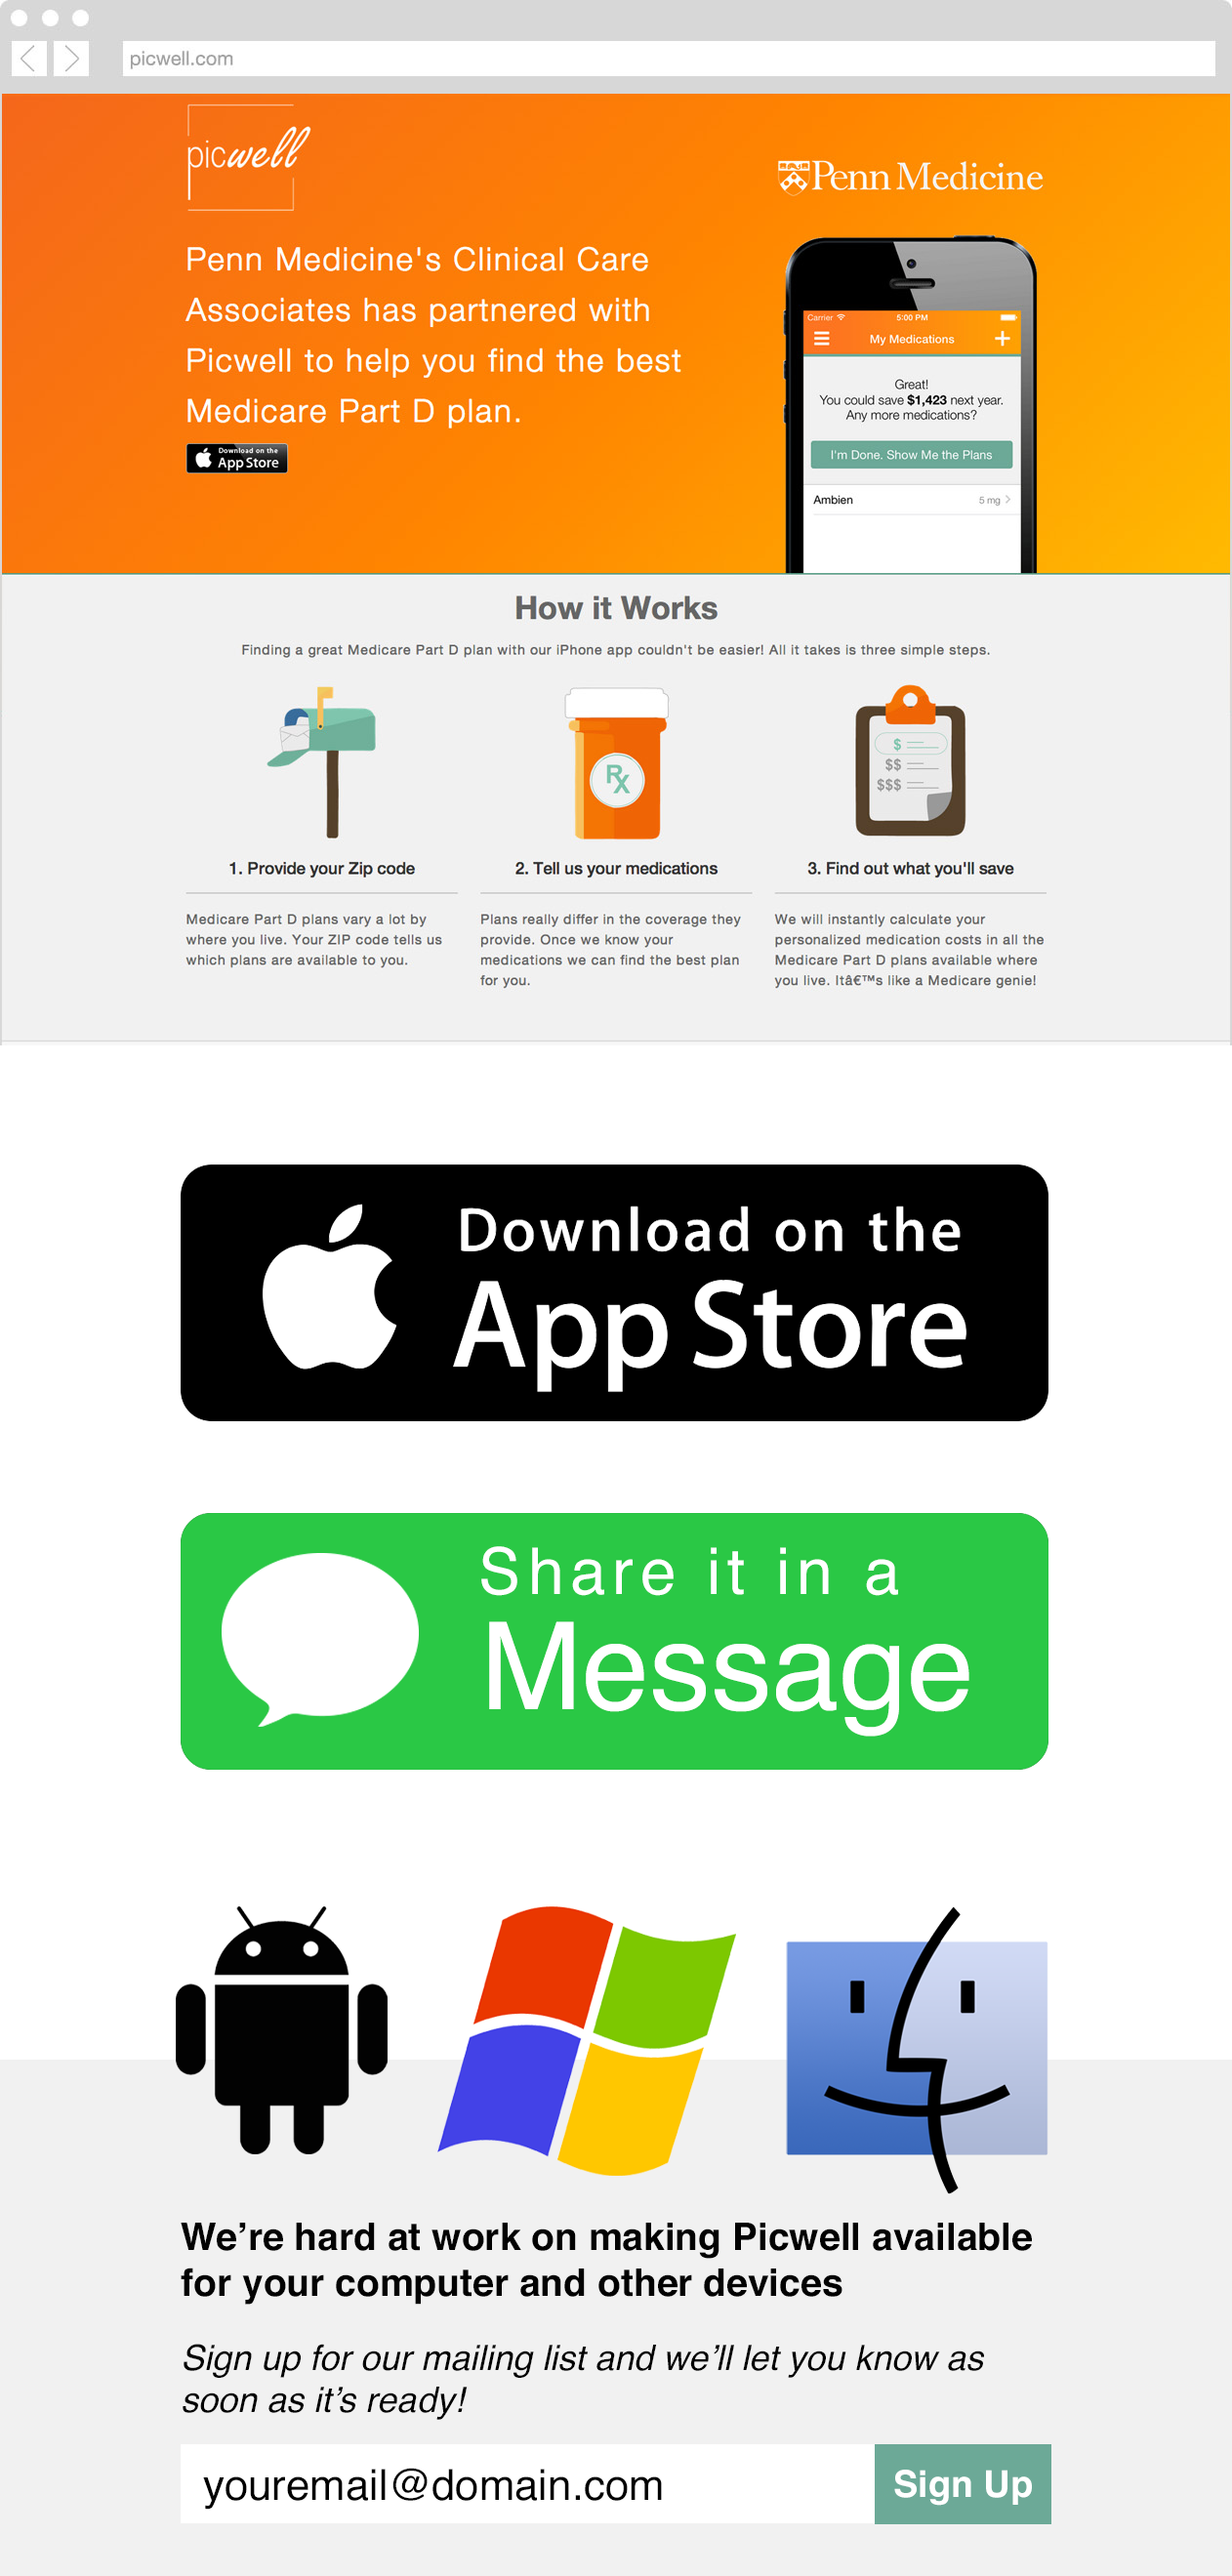 picwell.com
picwell
Penn Medicine
Penn Medicine's Clinical Care
Associates has partnered with
Picwell to help you find the best
Medicare Part D plan.
Download on the
App Store
Carrier
5:00 PM
My Medications
Great!
You could save $1,423 next year.
Any more medications?
I'm Done. Show Me the Plans
Ambien 5 mg
How it Works
Finding a great Medicare Part D plan with our iPhone app couldn't be easier! All it takes is three simple steps.
Rx
$
$$
$$$
1. Provide your Zip code
Medicare Part D plans vary a lot by
where you live. Your ZIP code tells us
which plans are available to you.
2. Tell us your medications
Plans really differ in the coverage they
provide. Once we know your
medications we can find the best plan
for you.
3. Find out what you'll save
We will instantly calculate your
personalized medication costs in all the
Medicare Part D plans available where
you live. Itâ€™s like a Medicare genie!
Download on the
App Store
Share it in a
Message
We’re hard at work on making Picwell available
for your computer and other devices
Sign up for our mailing list and we’ll let you know as
soon as it’s ready!
youremail@domain.com
Sign Up